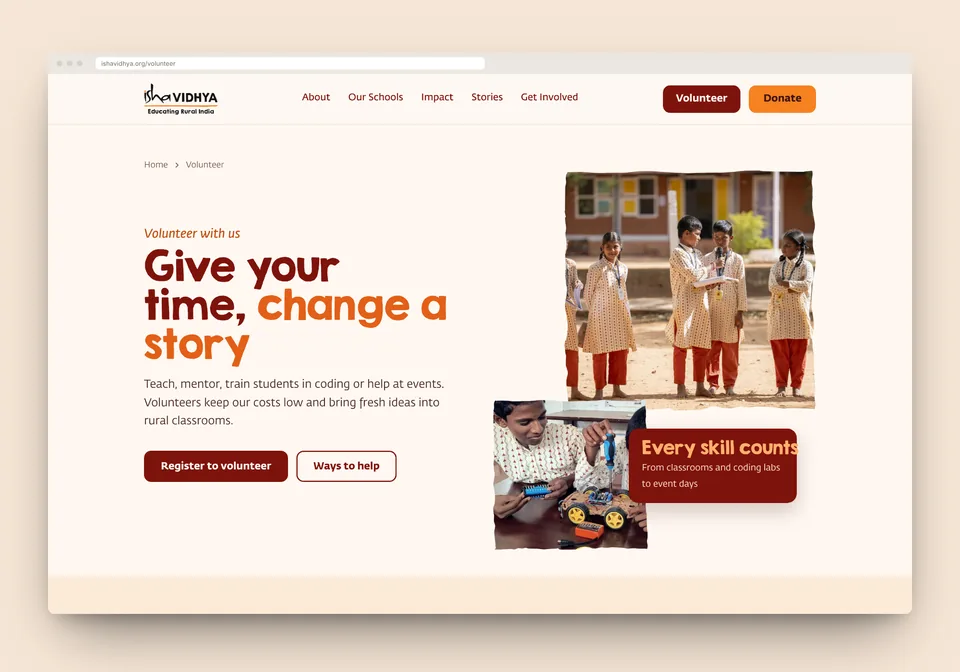 ishavidhya.org/volunteer
isha VIDHYA
Educating Rural India
About
Our Schools
Impact
Stories
Get Involved
Volunteer
Donate
Home > Volunteer
Volunteer with us
Give your
time, change a
story
Teach, mentor, train students in coding or help at events.
Volunteers keep our costs low and bring fresh ideas into
rural classrooms.
Register to volunteer
Ways to help
Every skill counts
From classrooms and coding labs
to event days